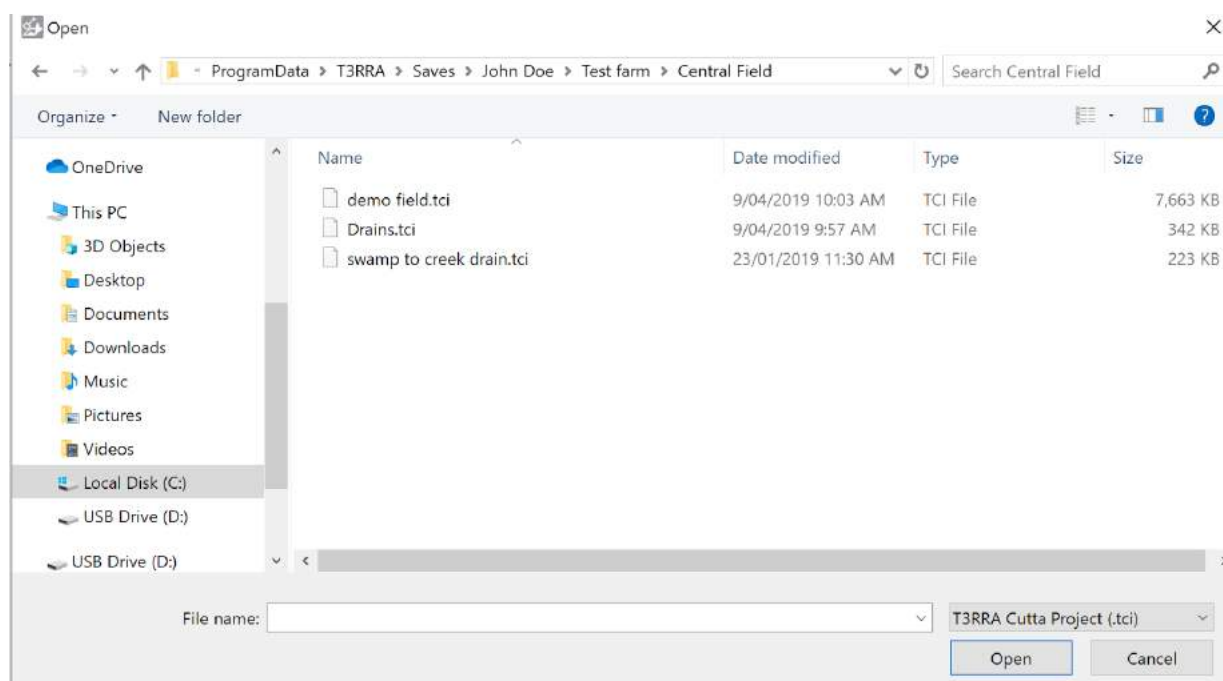 Open
ProgramData > T3RRA > Saves > John Doe > Test farm > Central Field
Search Central Field
Organize
New folder
OneDrive
This PC
3D Objects
Desktop
Documents
Downloads
Music
Pictures
Videos
Local Disk (C:)
USB Drive (D:)
USB Drive (D:)
Name Date modified Type Size
demo field.tci 9/04/2019 10:03 AM TCI File 7,663 KB
Drains.tci 9/04/2019 9:57 AM TCI File 342 KB
swamp to creek drain.tci 23/01/2019 11:30 AM TCI File 223 KB
File name:
T3RRA Cutta Project (.tci)
Open Cancel